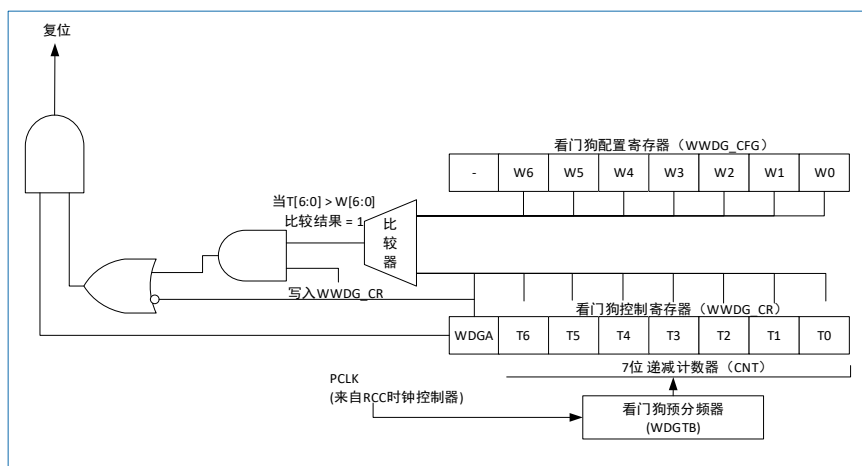 复位
看门狗配置寄存器（WWDG_CFG）
- W6 W5 W4 W3 W2 W1 W0
当T[6:0] > W[6:0]
比较结果 = 1
比较器
写入WWDG_CR
看门狗控制寄存器（WWDG_CR）
WDGA T6 T5 T4 T3 T2 T1 T0
7位 递减计数器（CNT）
PCLK
(来自RCC时钟控制器)
看门狗预分频器
(WDGTB)